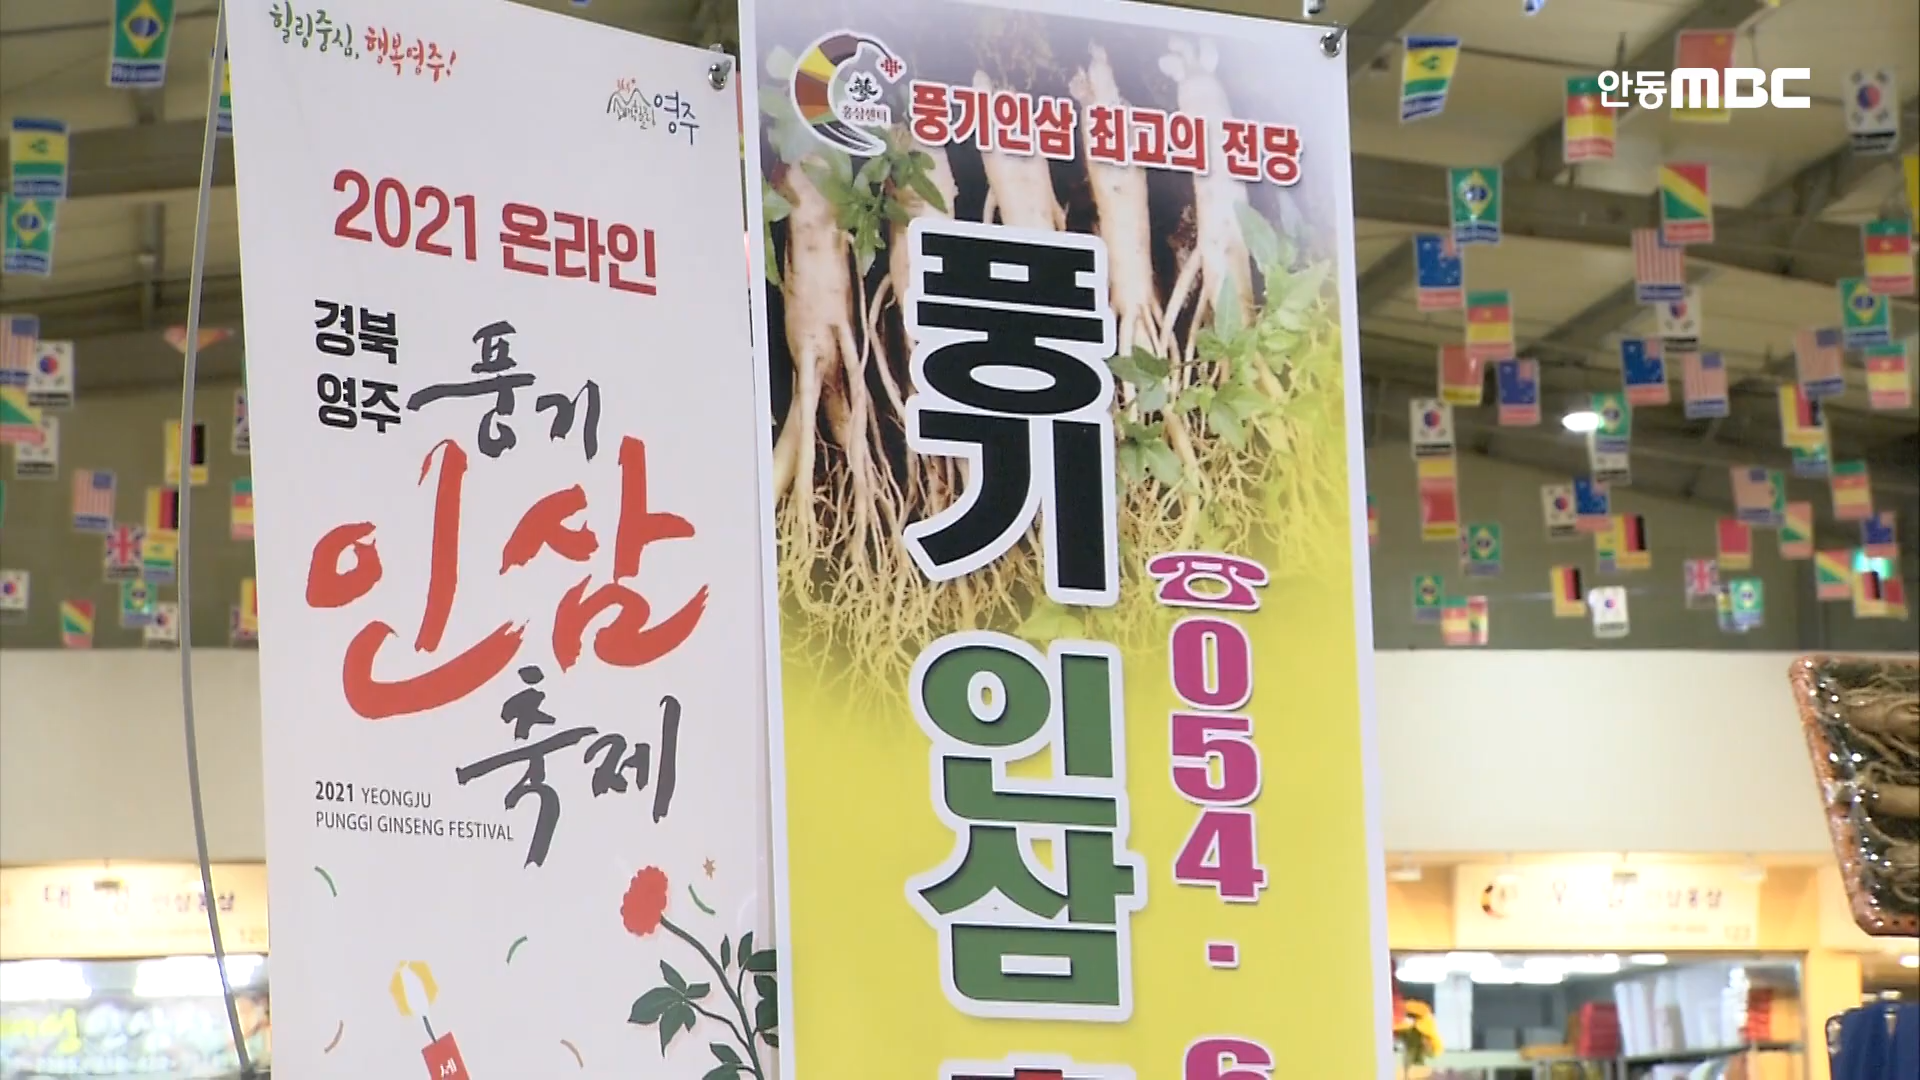 힐링중심, 행복영주!
영주
2021 온라인
경북
영주
풍기
인삼
축제
2021 YEONGJU
PUNGGI GINSENG FESTIVAL
홍삼센타
풍기인삼 최고의 전당
풍기 인삼
☎054·6
안동MBC